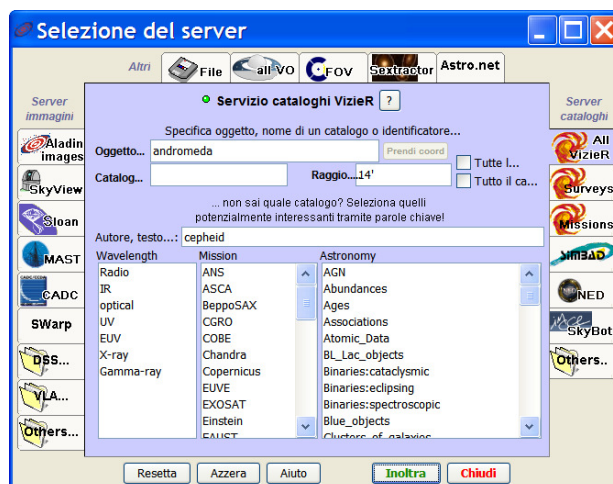 Selezione del server
Altri
File
all VO
FOV
Sextractor
Astro.net
Server
immagini
Aladin
images
SkyView
Sloan
MAST
CADC
SWarp
DSS...
VLA...
Others...
Servizio cataloghi VizieR ?
Specifica oggetto, nome di un catalogo o identificatore...
Oggetto... andromeda Prendi coord
Catalog... Raggio....14'
Tutte l...
Tutto il ca...
... non sai quale catalogo? Seleziona quelli
potenzialmente interessanti tramite parole chiave!
Autore, testo...: cepheid
Wavelength
Radio
IR
optical
UV
EUV
X-ray
Gamma-ray
Mission
ANS
ASCA
BeppoSAX
CGRO
COBE
Chandra
Copernicus
EUVE
EXOSAT
Einstein
FAUST
Astronomy
AGN
Abundances
Ages
Associations
Atomic_Data
BL_Lac_objects
Binaries:cataclysmic
Binaries:eclipsing
Binaries:spectroscopic
Blue_objects
Clusters_of_galaxies
Server
cataloghi
All
VizieR
Surveys
Missions
SIMBAD
NED
SkyBot
Others..
Resetta
Azzera
Aiuto
Inoltra
Chiudi